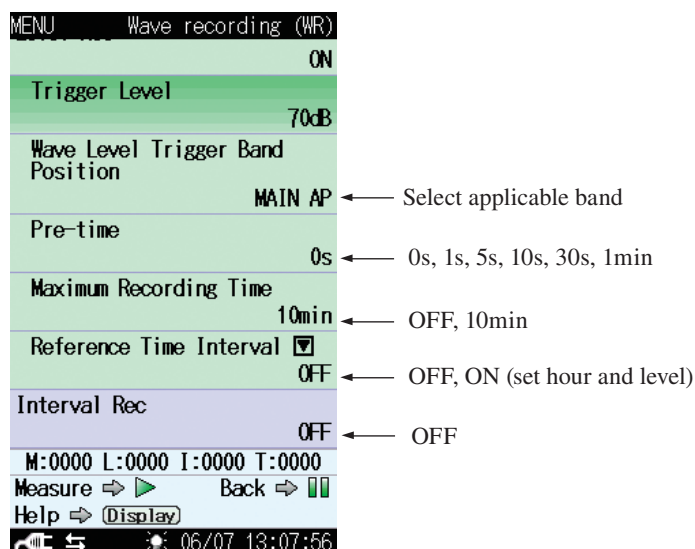 MENU Wave recording (WR)
ON
Trigger Level
70dB
Wave Level Trigger Band
Position
MAIN AP Select applicable band
Pre-time
0s 0s, 1s, 5s, 10s, 30s, 1min
Maximum Recording Time
10min OFF, 10min
Reference Time Interval
OFF OFF, ON (set hour and level)
Interval Rec
OFF OFF
M:0000 L:0000 I:0000 T:0000
Measure Back
Help Display
06/07 13:07:56